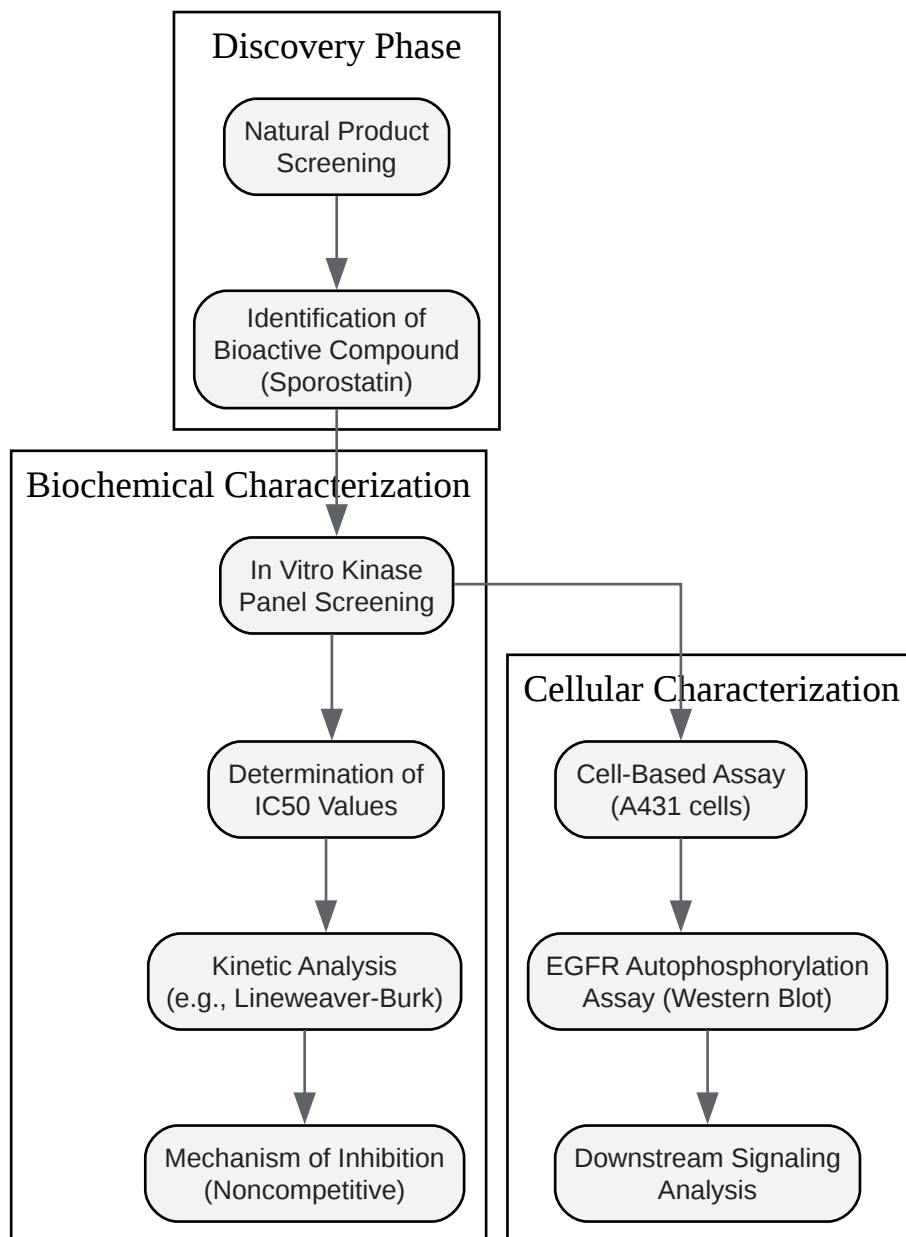 Discovery Phase
Natural Product
Screening
Identification of
Bioactive Compound
(Sporostatin)
Biochemical Characterization
In Vitro Kinase
Panel Screening
Determination of
IC50 Values
Kinetic Analysis
(e.g., Lineweaver-Burk)
Mechanism of Inhibition
(Noncompetitive)
Cellular Characterization
Cell-Based Assay
(A431 cells)
EGFR Autophosphorylation
Assay (Western Blot)
Downstream Signaling
Analysis